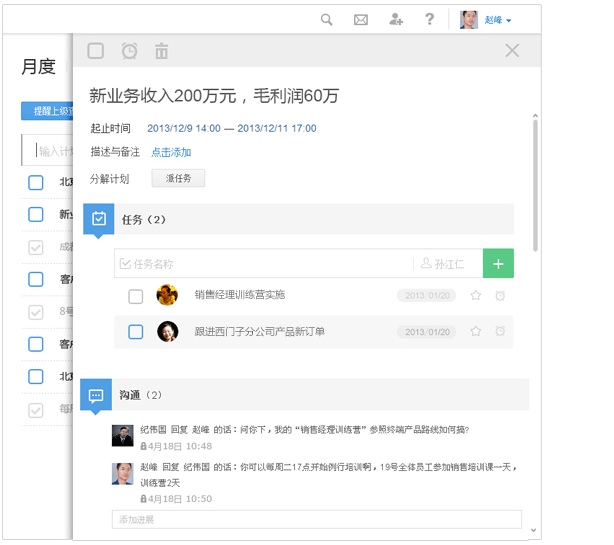 赵峰
月度
提醒上级
输入计
北
新业
成
客户
8号
客户
北
每
新业务收入200万元，毛利润60万
起止时间 2013/12/9 14:00 — 2013/12/11 17:00
描述与备注 点击添加
分解计划 派任务
任务（2）
任务名称 孙江仁
销售经理训练营实施 2013/01/20
跟进西门子分公司产品新订单 2013/01/20
沟通（2）
纪伟国 回复 赵峰 的话：问你下，我的“销售经理训练营”参照终端产品路线如何搞?
4月18日 10:48
赵峰 回复 纪伟国 的话：你可以每周二17点开始例行培训啊，19号全体员工参加销售培训课一天，
训练营2天
4月18日 10:50
添加进展